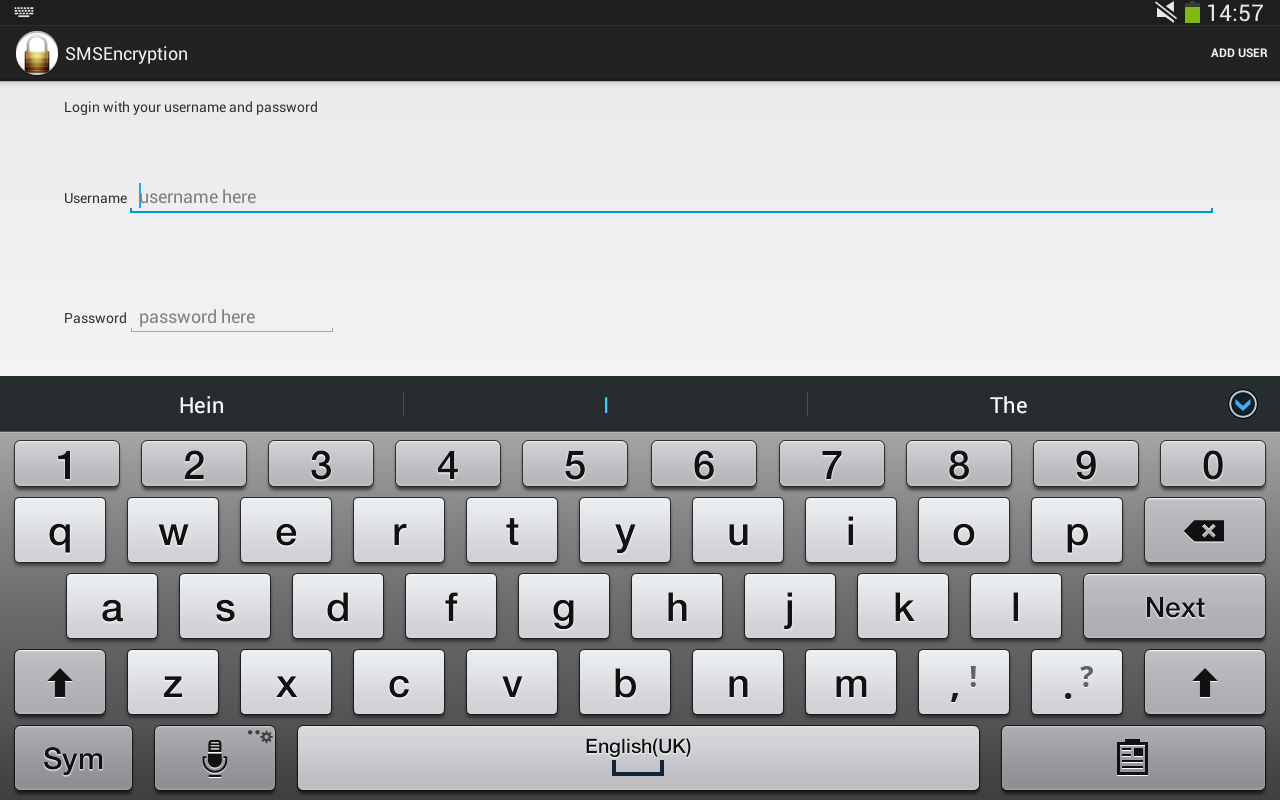 14:57
SMSEncryption ADD USER
Login with your username and password
Username username here
Password password here
Hein I The
1 2 3 4 5 6 7 8 9 0
q w e r t y u i o p
a s d f g h j k l Next
z x c v b n m , ! . ?
Sym English(UK)